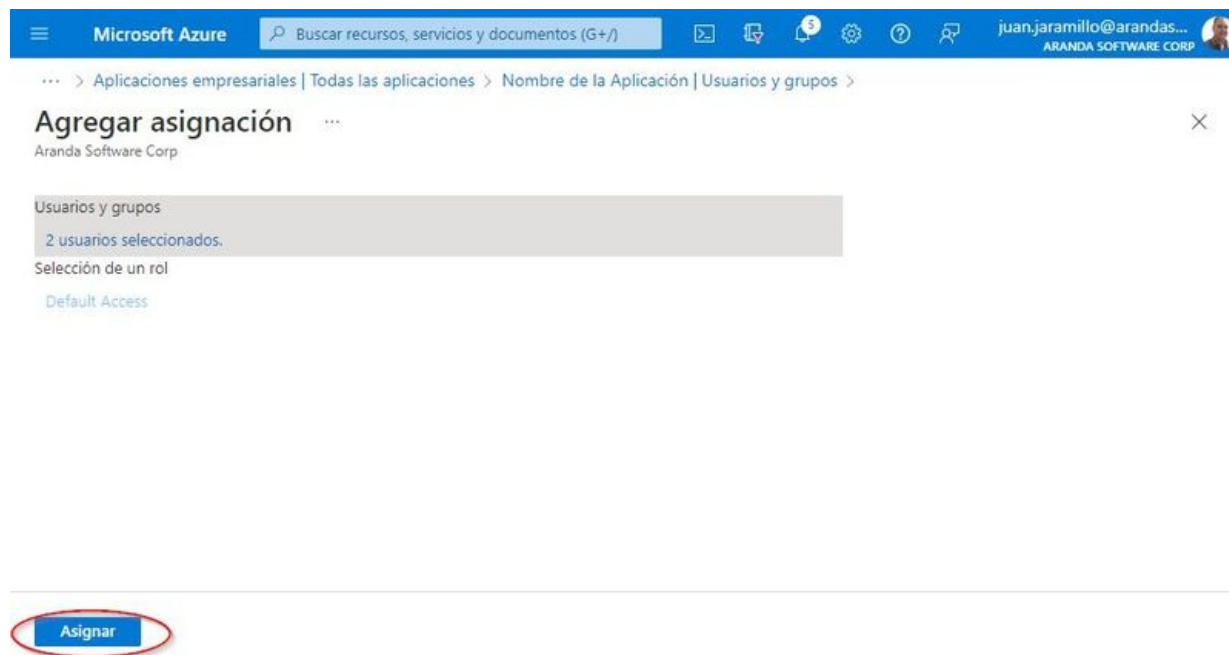 Microsoft Azure
Buscar recursos, servicios y documentos (G+/)
5
juan.jaramillo@arandas...
ARANDA SOFTWARE CORP
... > Aplicaciones empresariales | Todas las aplicaciones > Nombre de la Aplicación | Usuarios y grupos >
Agregar asignación ...
Aranda Software Corp
Usuarios y grupos
2 usuarios seleccionados.
Selección de un rol
Default Access
Asignar